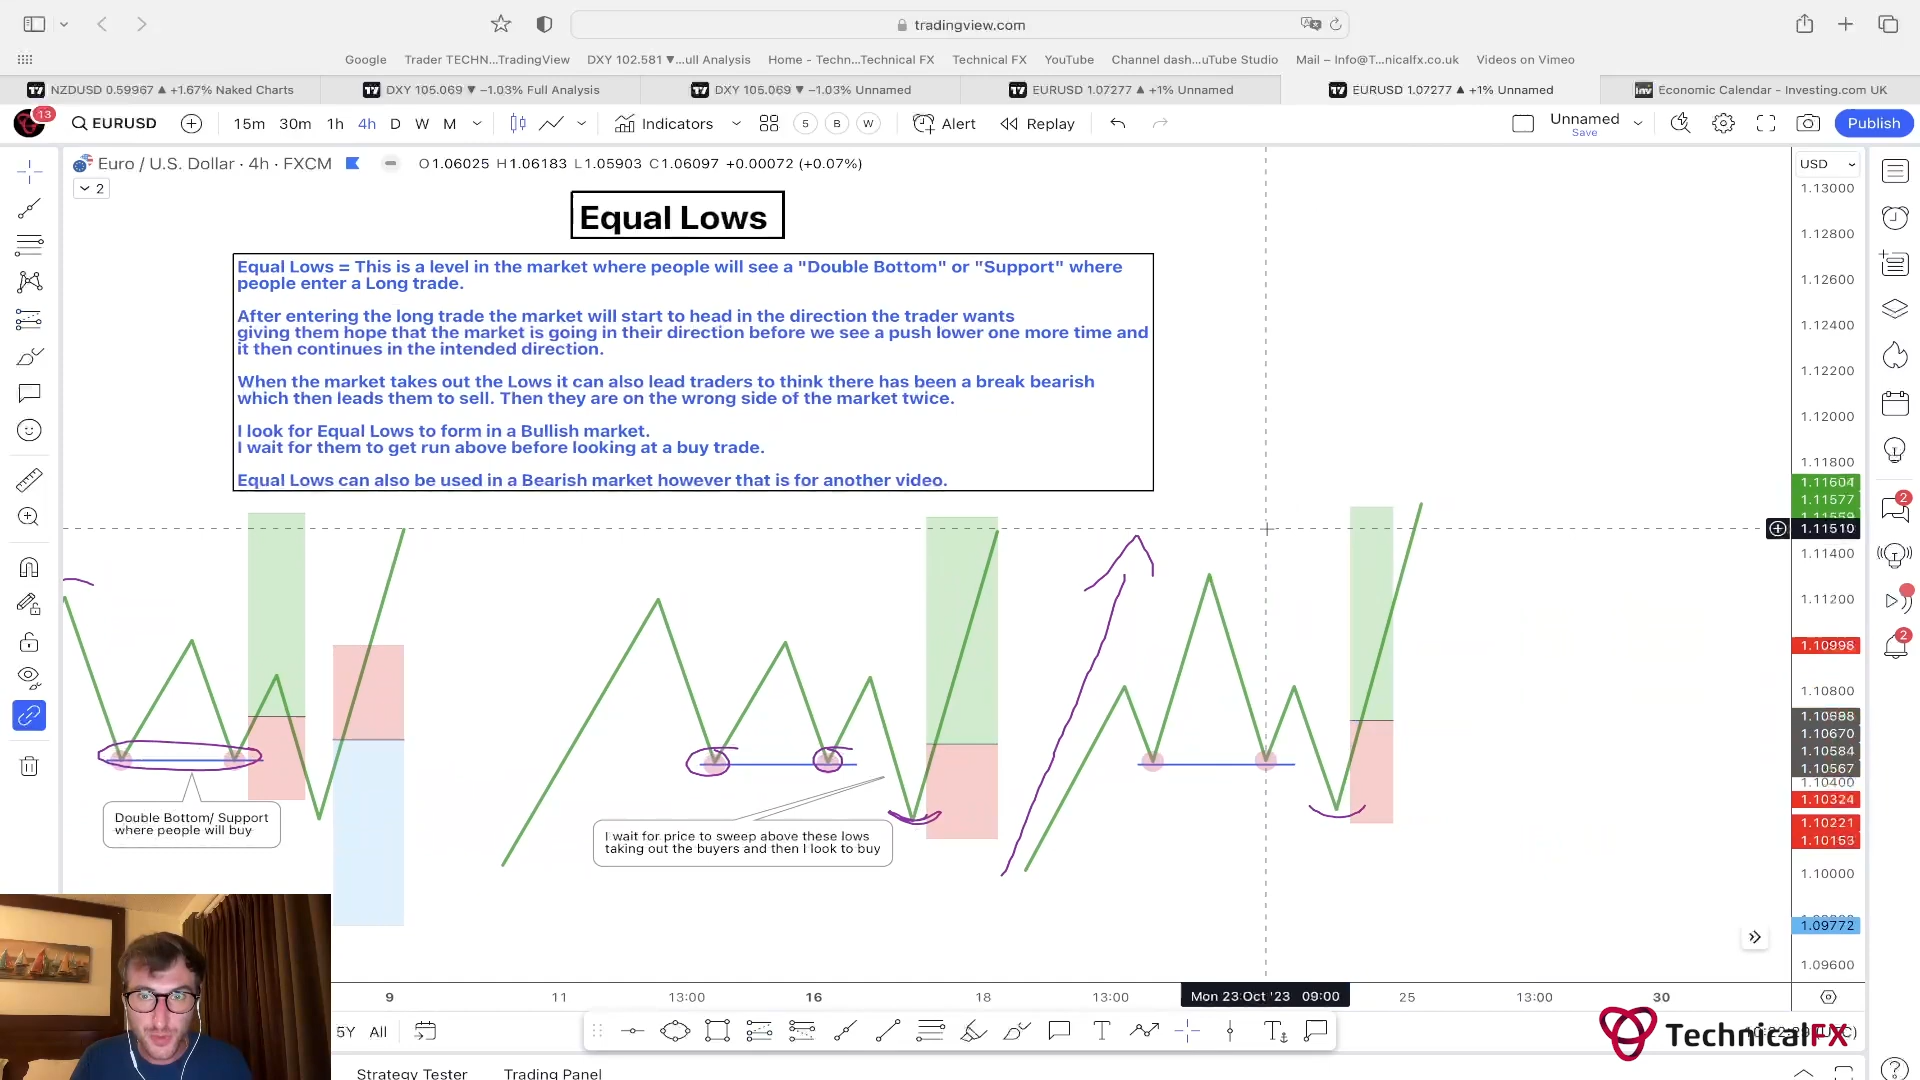 tradingview.com
Google Trader TECHN...TradingView DXY 102.581 ▼...ull Analysis Home - Techn...Technical FX Technical FX YouTube Channel dash...uTube Studio Mail – Info@T...nicalfx.co.uk Videos on Vimeo
NZDUSD 0.59967 ▲ +1.67% Naked Charts
DXY 105.069 ▼ −1.03% Full Analysis
DXY 105.069 ▼ −1.03% Unnamed
EURUSD 1.07277 ▲ +1% Unnamed
EURUSD 1.07277 ▲ +1% Unnamed
Economic Calendar - Investing.com UK
13
EURUSD 15m 30m 1h 4h D W M Indicators S B W Alert Replay Unnamed Publish
Save
Euro / U.S. Dollar · 4h · FXCM O1.06025 H1.06183 L1.05903 C1.06097 +0.00072 (+0.07%)
2
USD
Equal Lows
Equal Lows = This is a level in the market where people will see a "Double Bottom" or "Support" where
people enter a Long trade.
After entering the long trade the market will start to head in the direction the trader wants
giving them hope that the market is going in their direction before we see a push lower one more time and
it then continues in the intended direction.
When the market takes out the Lows it can also lead traders to think there has been a break bearish
which then leads them to sell. Then they are on the wrong side of the market twice.
I look for Equal Lows to form in a Bullish market.
I wait for them to get run above before looking at a buy trade.
Equal Lows can also be used in a Bearish market however that is for another video.
Double Bottom/ Support
where people will buy
I wait for price to sweep above these lows
taking out the buyers and then I look to buy
1.13000
1.12800
1.12600
1.12400
1.12200
1.12000
1.11800
1.11604
1.11577
1.11510
1.11400
1.11200
1.10998
1.10800
1.10688
1.10670
1.10584
1.10567
1.10400
1.10324
1.10221
1.10153
1.10000
1.09772
1.09600
2
2
9 11 13:00 16 18 13:00 Mon 23 Oct '23 09:00 25 13:00 30
5Y All
TechnicalFX
Strategy Tester Trading Panel